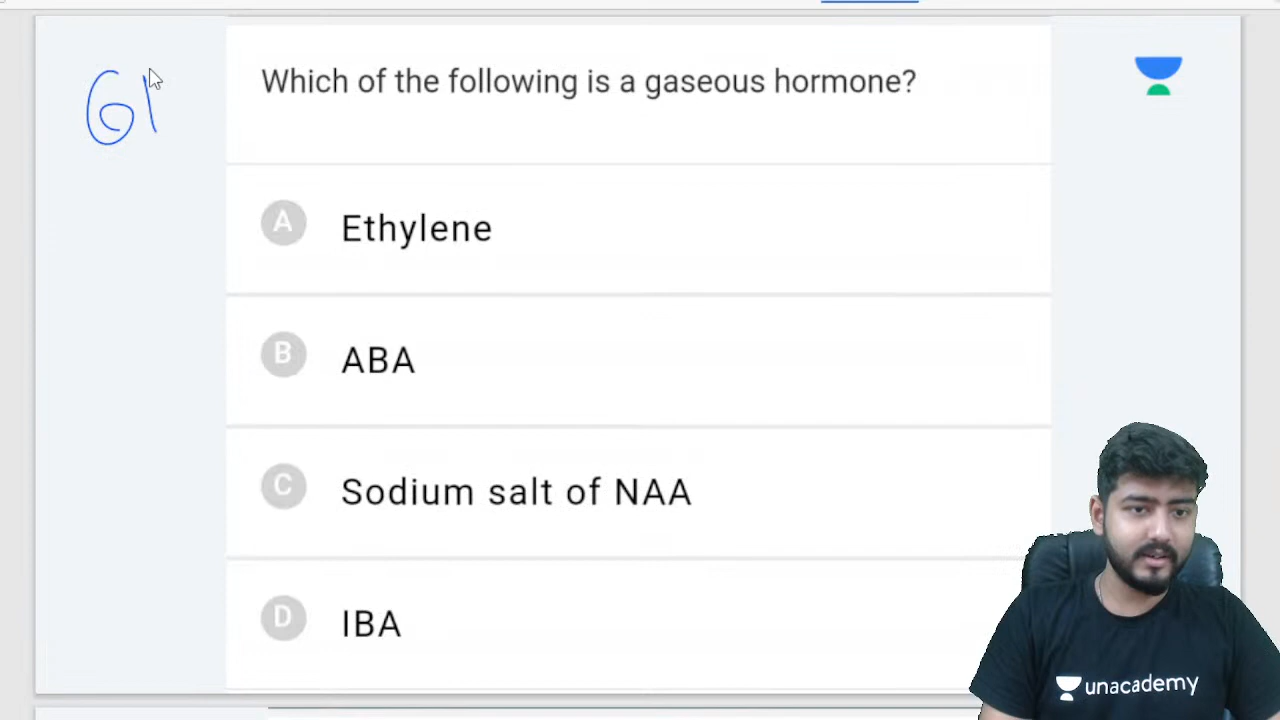 61
Which of the following is a gaseous hormone?
A Ethylene
B ABA
C Sodium salt of NAA
D IBA
unacademy